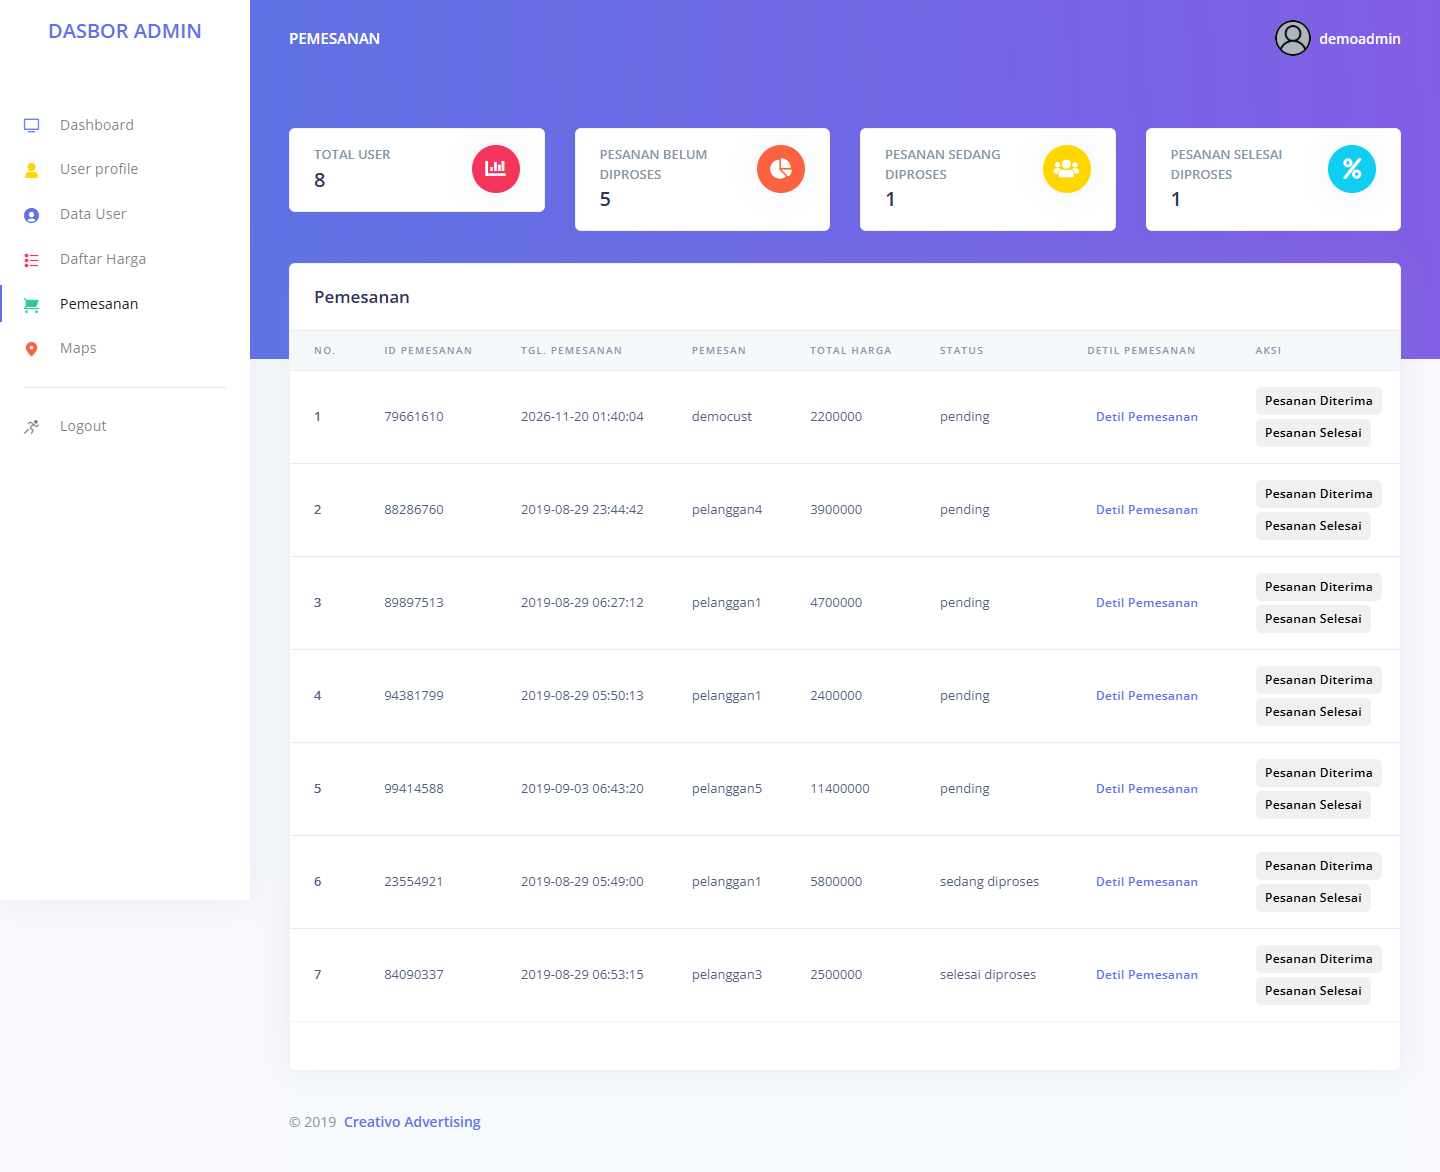 DASBOR ADMIN
Dashboard
User profile
Data User
Daftar Harga
Pemesanan
Maps
Logout
PEMESANAN
demoadmin
TOTAL USER
8
PESANAN BELUM
DIPROSES
5
PESANAN SEDANG
DIPROSES
1
PESANAN SELESAI
DIPROSES
1
Pemesanan
NO. ID PEMESANAN TGL. PEMESANAN PEMESAN TOTAL HARGA STATUS DETIL PEMESANAN AKSI
1 79661610 2026-11-20 01:40:04 democust 2200000 pending Detil Pemesanan Pesanan Diterima
Pesanan Selesai
2 88286760 2019-08-29 23:44:42 pelanggan4 3900000 pending Detil Pemesanan Pesanan Diterima
Pesanan Selesai
3 89897513 2019-08-29 06:27:12 pelanggan1 4700000 pending Detil Pemesanan Pesanan Diterima
Pesanan Selesai
4 94381799 2019-08-29 05:50:13 pelanggan1 2400000 pending Detil Pemesanan Pesanan Diterima
Pesanan Selesai
5 99414588 2019-09-03 06:43:20 pelanggan5 11400000 pending Detil Pemesanan Pesanan Diterima
Pesanan Selesai
6 23554921 2019-08-29 05:49:00 pelanggan1 5800000 sedang diproses Detil Pemesanan Pesanan Diterima
Pesanan Selesai
7 84090337 2019-08-29 06:53:15 pelanggan3 2500000 selesai diproses Detil Pemesanan Pesanan Diterima
Pesanan Selesai
© 2019 Creativo Advertising